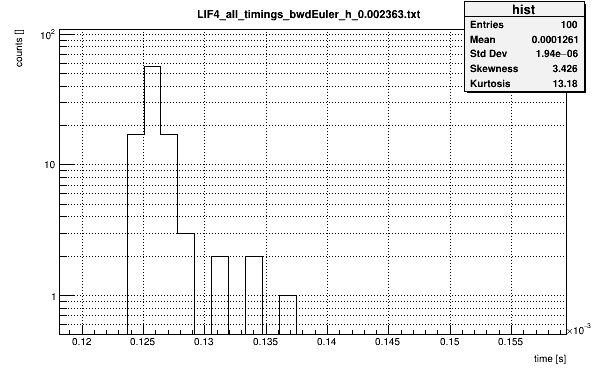 LIF4_all_timings_bwdEuler_h_0.002363.txt
hist
Entries 100
Mean 0.0001261
Std Dev 1.94e−06
Skewness 3.426
Kurtosis 13.18
counts []
10²
10
1
0.12 0.125 0.13 0.135 0.14 0.145 0.15 0.155
×10⁻³
time [s]